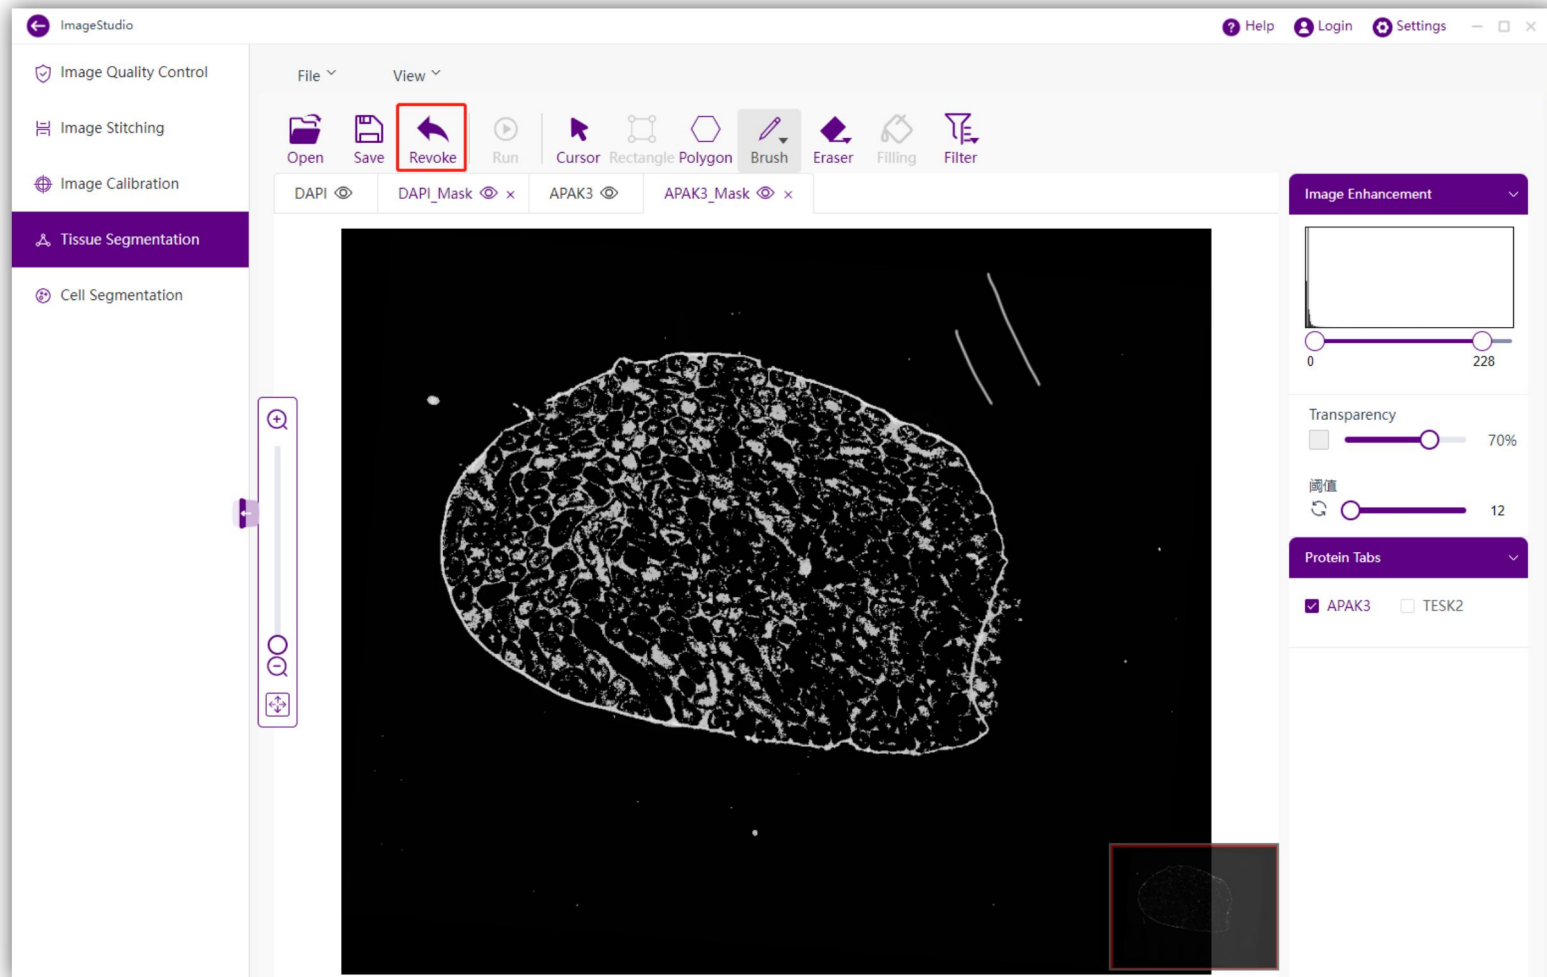 ImageStudio
Help Login Settings
Image Quality Control
Image Stitching
Image Calibration
Tissue Segmentation
Cell Segmentation
File View
Open Save Revoke Run Cursor Rectangle Polygon Brush Eraser Filling Filter
DAPI DAPI_Mask × APAK3 APAK3_Mask ×
Image Enhancement
0 228
Transparency
70%
阈值
12
Protein Tabs
APAK3 TESK2